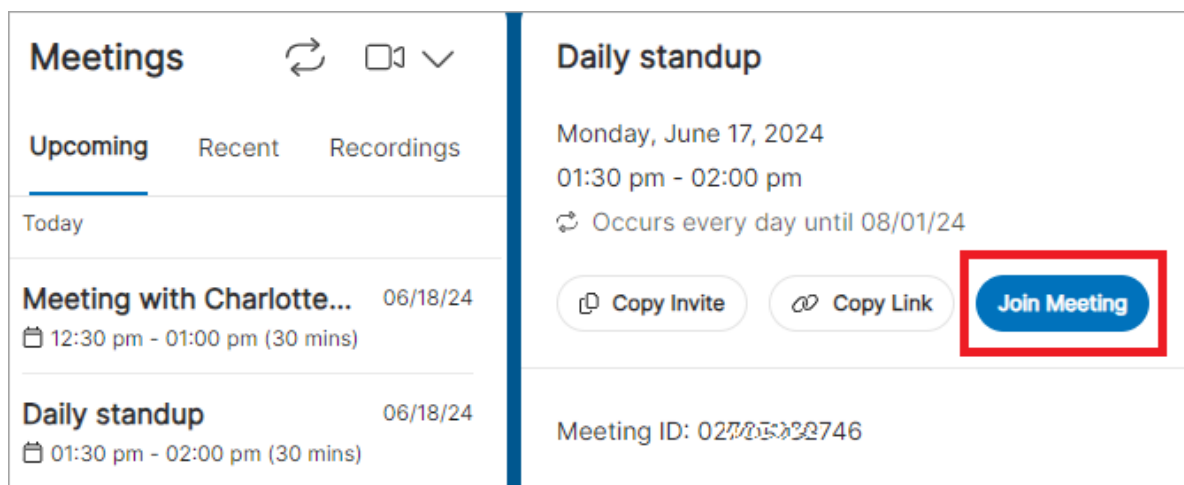 Meetings
Upcoming Recent Recordings
Today
Meeting with Charlotte... 06/18/24
12:30 pm - 01:00 pm (30 mins)
Daily standup 06/18/24
01:30 pm - 02:00 pm (30 mins)
Daily standup
Monday, June 17, 2024
01:30 pm - 02:00 pm
Occurs every day until 08/01/24
Copy Invite Copy Link Join Meeting
Meeting ID: